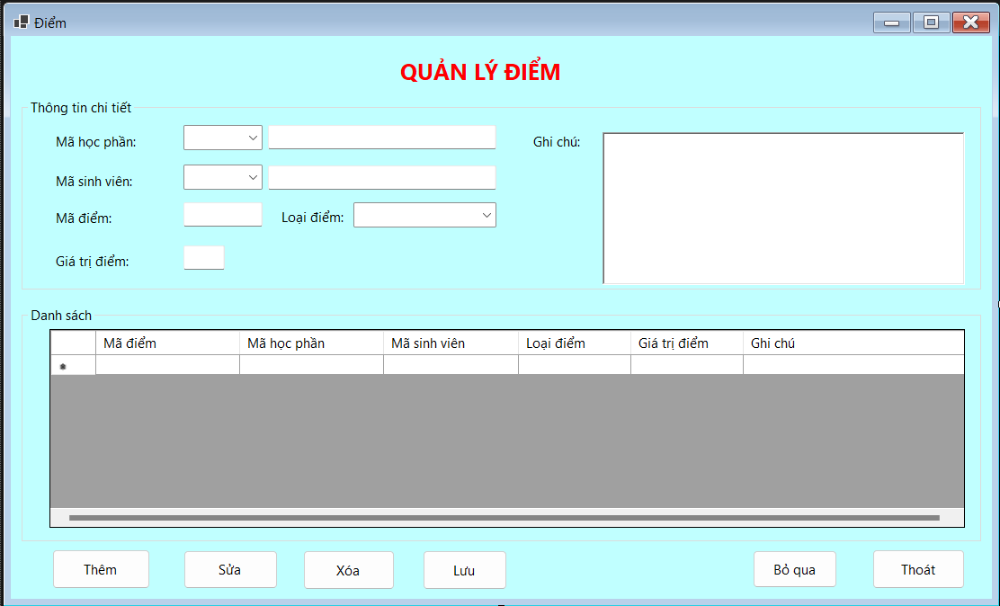 Điểm
QUẢN LÝ ĐIỂM
Thông tin chi tiết
Mã học phần:
Ghi chú:
Mã sinh viên:
Mã điểm:
Loại điểm:
Giá trị điểm:
Danh sách
Mã điểm Mã học phần Mã sinh viên Loại điểm Giá trị điểm Ghi chú
Thêm Sửa Xóa Lưu Bỏ qua Thoát